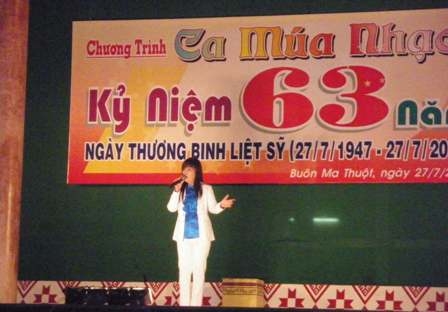 Chương Trình Ca Múa Nhạc
Kỷ Niệm 63 Năm
NGÀY THƯƠNG BINH LIỆT SỸ (27/7/1947 - 27/7/20
Buôn Ma Thuột, ngày 27/7/2